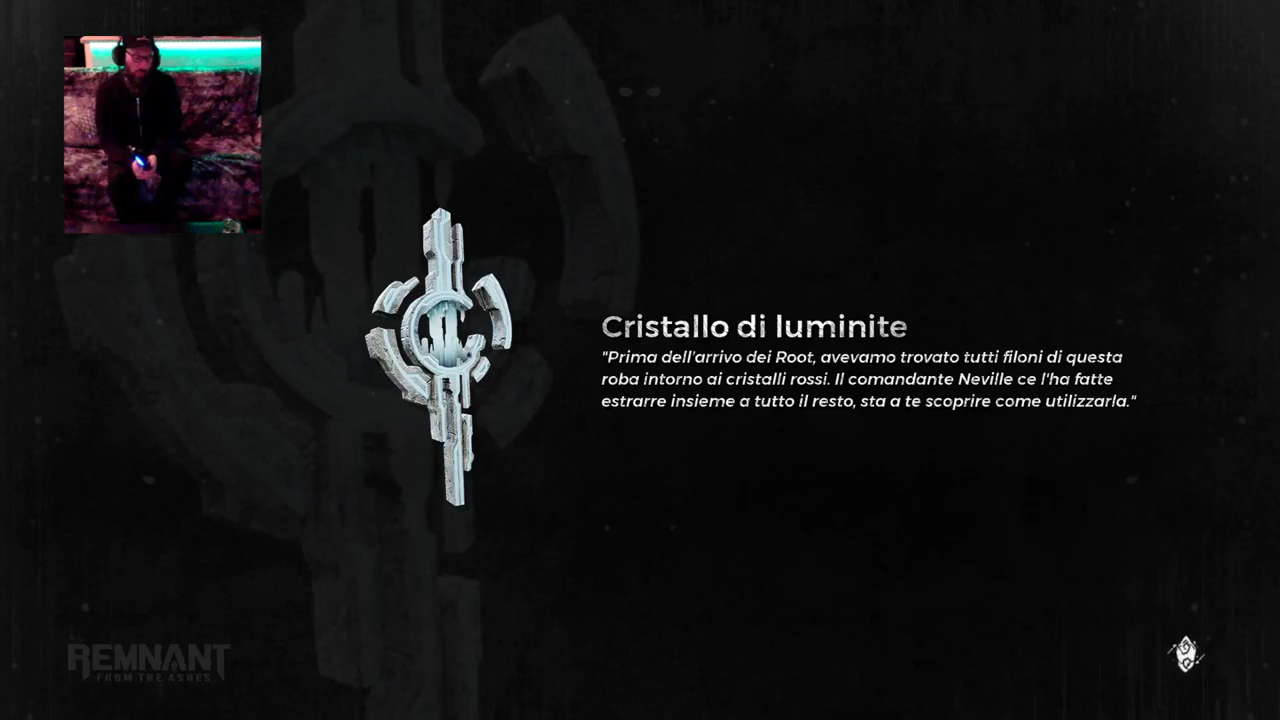 Cristallo di luminite
"Prima dell'arrivo dei Root, avevamo trovato tutti filoni di questa
roba intorno ai cristalli rossi. Il comandante Neville ce l'ha fatte
estrarre insieme a tutto il resto, sta a te scoprire come utilizzarla."
REMNANT
FROM THE ASHES